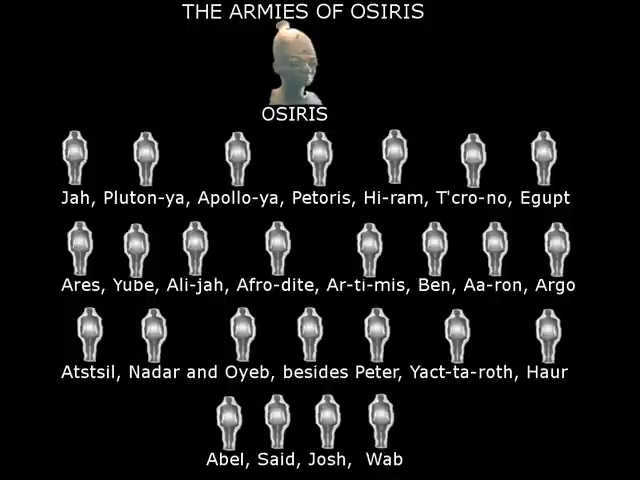 THE ARMIES OF OSIRIS
OSIRIS
Jah, Pluton-ya, Apollo-ya, Petoris, Hi-ram, T'cro-no, Egupt
Ares, Yube, Ali-jah, Afro-dite, Ar-ti-mis, Ben, Aa-ron, Argo
Atstsil, Nadar and Oyeb, besides Peter, Yact-ta-roth, Haur
Abel, Said, Josh, Wab